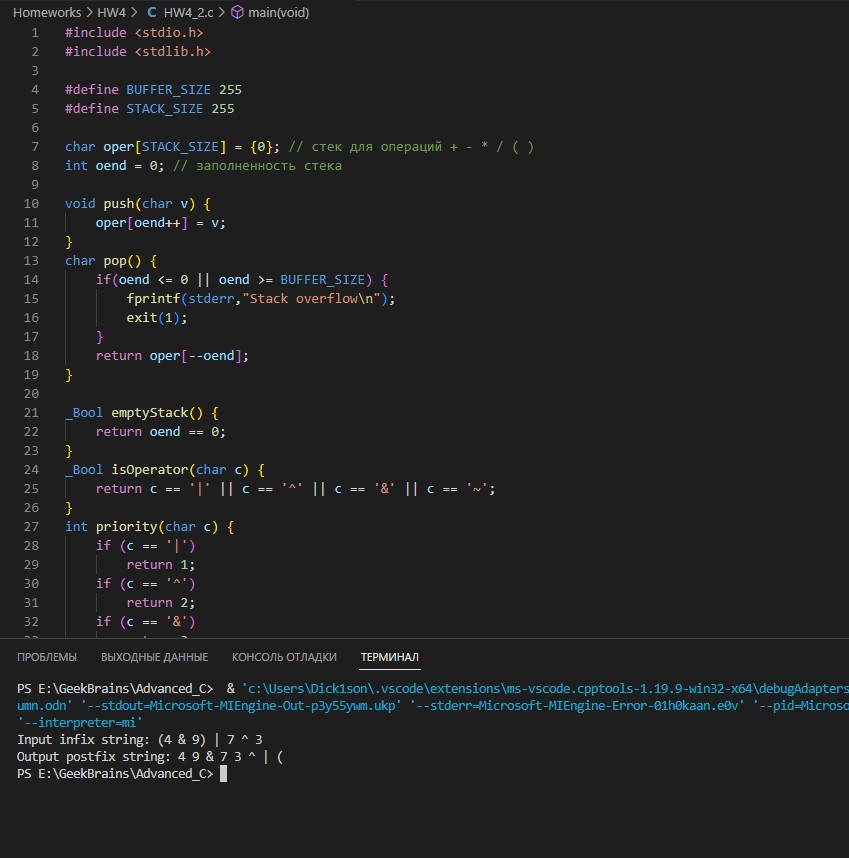 Homeworks > HW4 > C HW4_2.c > main(void)
1 #include <stdio.h>
2 #include <stdlib.h>
3
4 #define BUFFER_SIZE 255
5 #define STACK_SIZE 255
6
7 char oper[STACK_SIZE] = {0}; // стек для операций + - * / ( )
8 int oend = 0; // заполненность стека
9
10 void push(char v) {
11     oper[oend++] = v;
12 }
13 char pop() {
14     if(oend <= 0 || oend >= BUFFER_SIZE) {
15         fprintf(stderr,"Stack overflow\n");
16         exit(1);
17     }
18     return oper[--oend];
19 }
20
21 _Bool emptyStack() {
22     return oend == 0;
23 }
24 _Bool isOperator(char c) {
25     return c == '|' || c == '^' || c == '&' || c == '~';
26 }
27 int priority(char c) {
28     if (c == '|')
29         return 1;
30     if (c == '^')
31         return 2;
32     if (c == '&')
ПРОБЛЕМЫ ВЫХОДНЫЕ ДАННЫЕ КОНСОЛЬ ОТЛАДКИ ТЕРМИНАЛ
PS E:\GeekBrains\Advanced_C>  & 'c:\Users\Dick1son\.vscode\extensions\ms-vscode.cpptools-1.19.9-win32-x64\debugAdapters
umn.odn' '--stdout=Microsoft-MIEngine-Out-p3y55ywm.ukp' '--stderr=Microsoft-MIEngine-Error-01h0kaan.e0v' '--pid=Microso
'--interpreter=mi'
Input infix string: (4 & 9) | 7 ^ 3
Output postfix string: 4 9 & 7 3 ^ | (
PS E:\GeekBrains\Advanced_C>